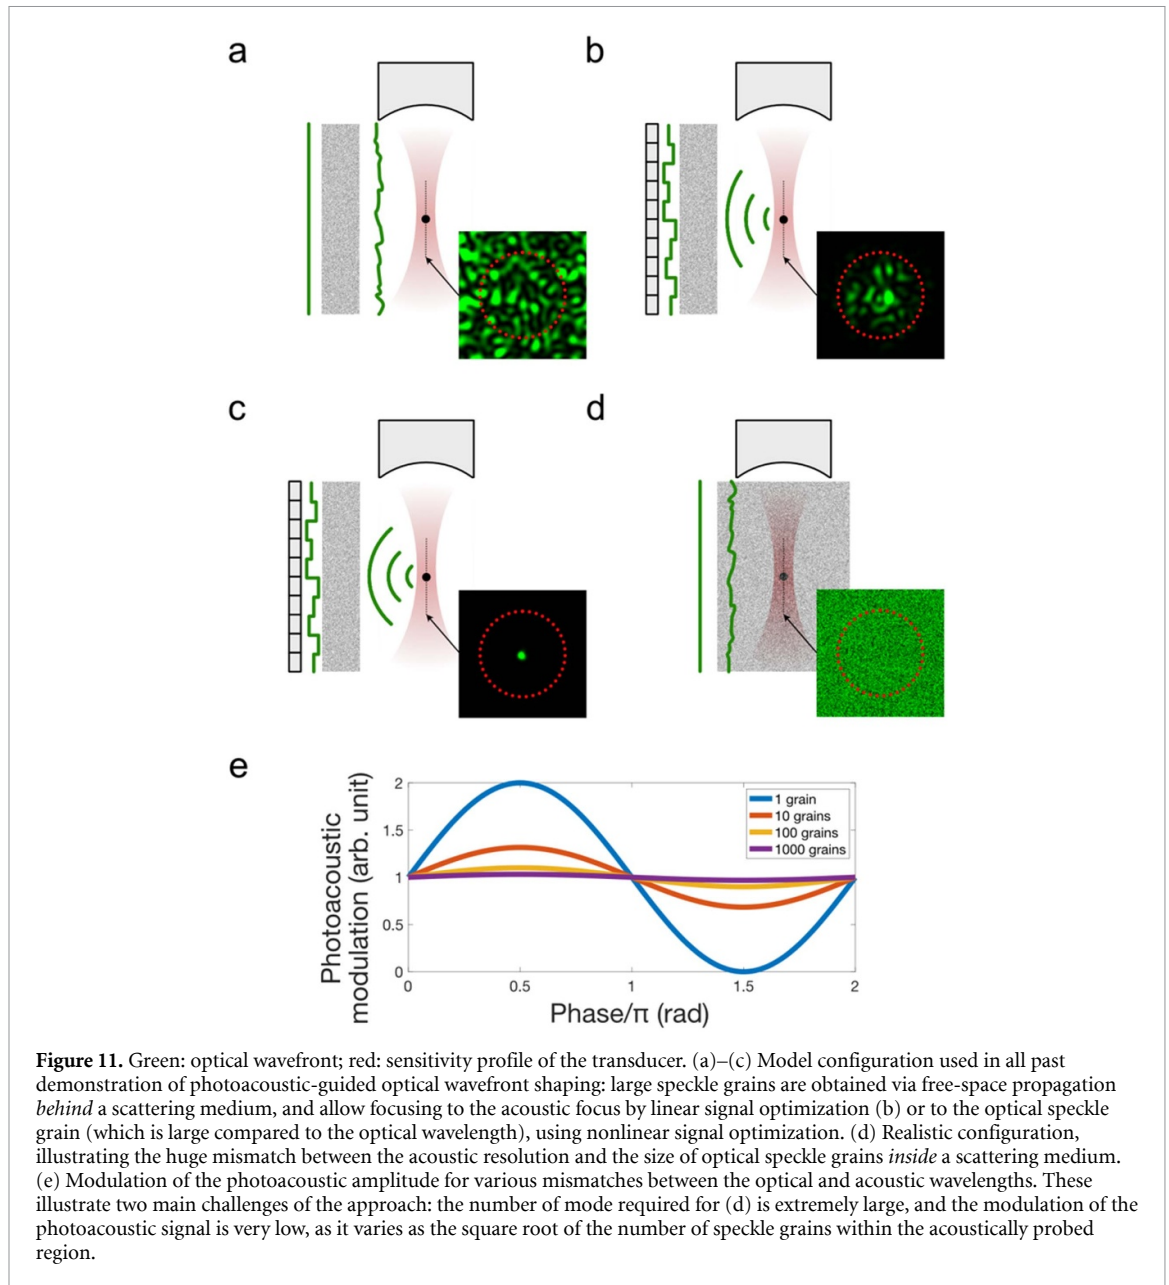 a
b
c
d
e
Photoacoustic
modulation (arb. unit)
2
1.5
1
0.5
0
1 grain
10 grains
100 grains
1000 grains
0
0.5
1
1.5
2
Phase/π (rad)
Figure 11. Green: optical wavefront; red: sensitivity profile of the transducer. (a)–(c) Model configuration used in all past
demonstration of photoacoustic-guided optical wavefront shaping: large speckle grains are obtained via free-space propagation
behind a scattering medium, and allow focusing to the acoustic focus by linear signal optimization (b) or to the optical speckle
grain (which is large compared to the optical wavelength), using nonlinear signal optimization. (d) Realistic configuration,
illustrating the huge mismatch between the acoustic resolution and the size of optical speckle grains inside a scattering medium.
(e) Modulation of the photoacoustic amplitude for various mismatches between the optical and acoustic wavelengths. These
illustrate two main challenges of the approach: the number of mode required for (d) is extremely large, and the modulation of the
photoacoustic signal is very low, as it varies as the square root of the number of speckle grains within the acoustically probed
region.